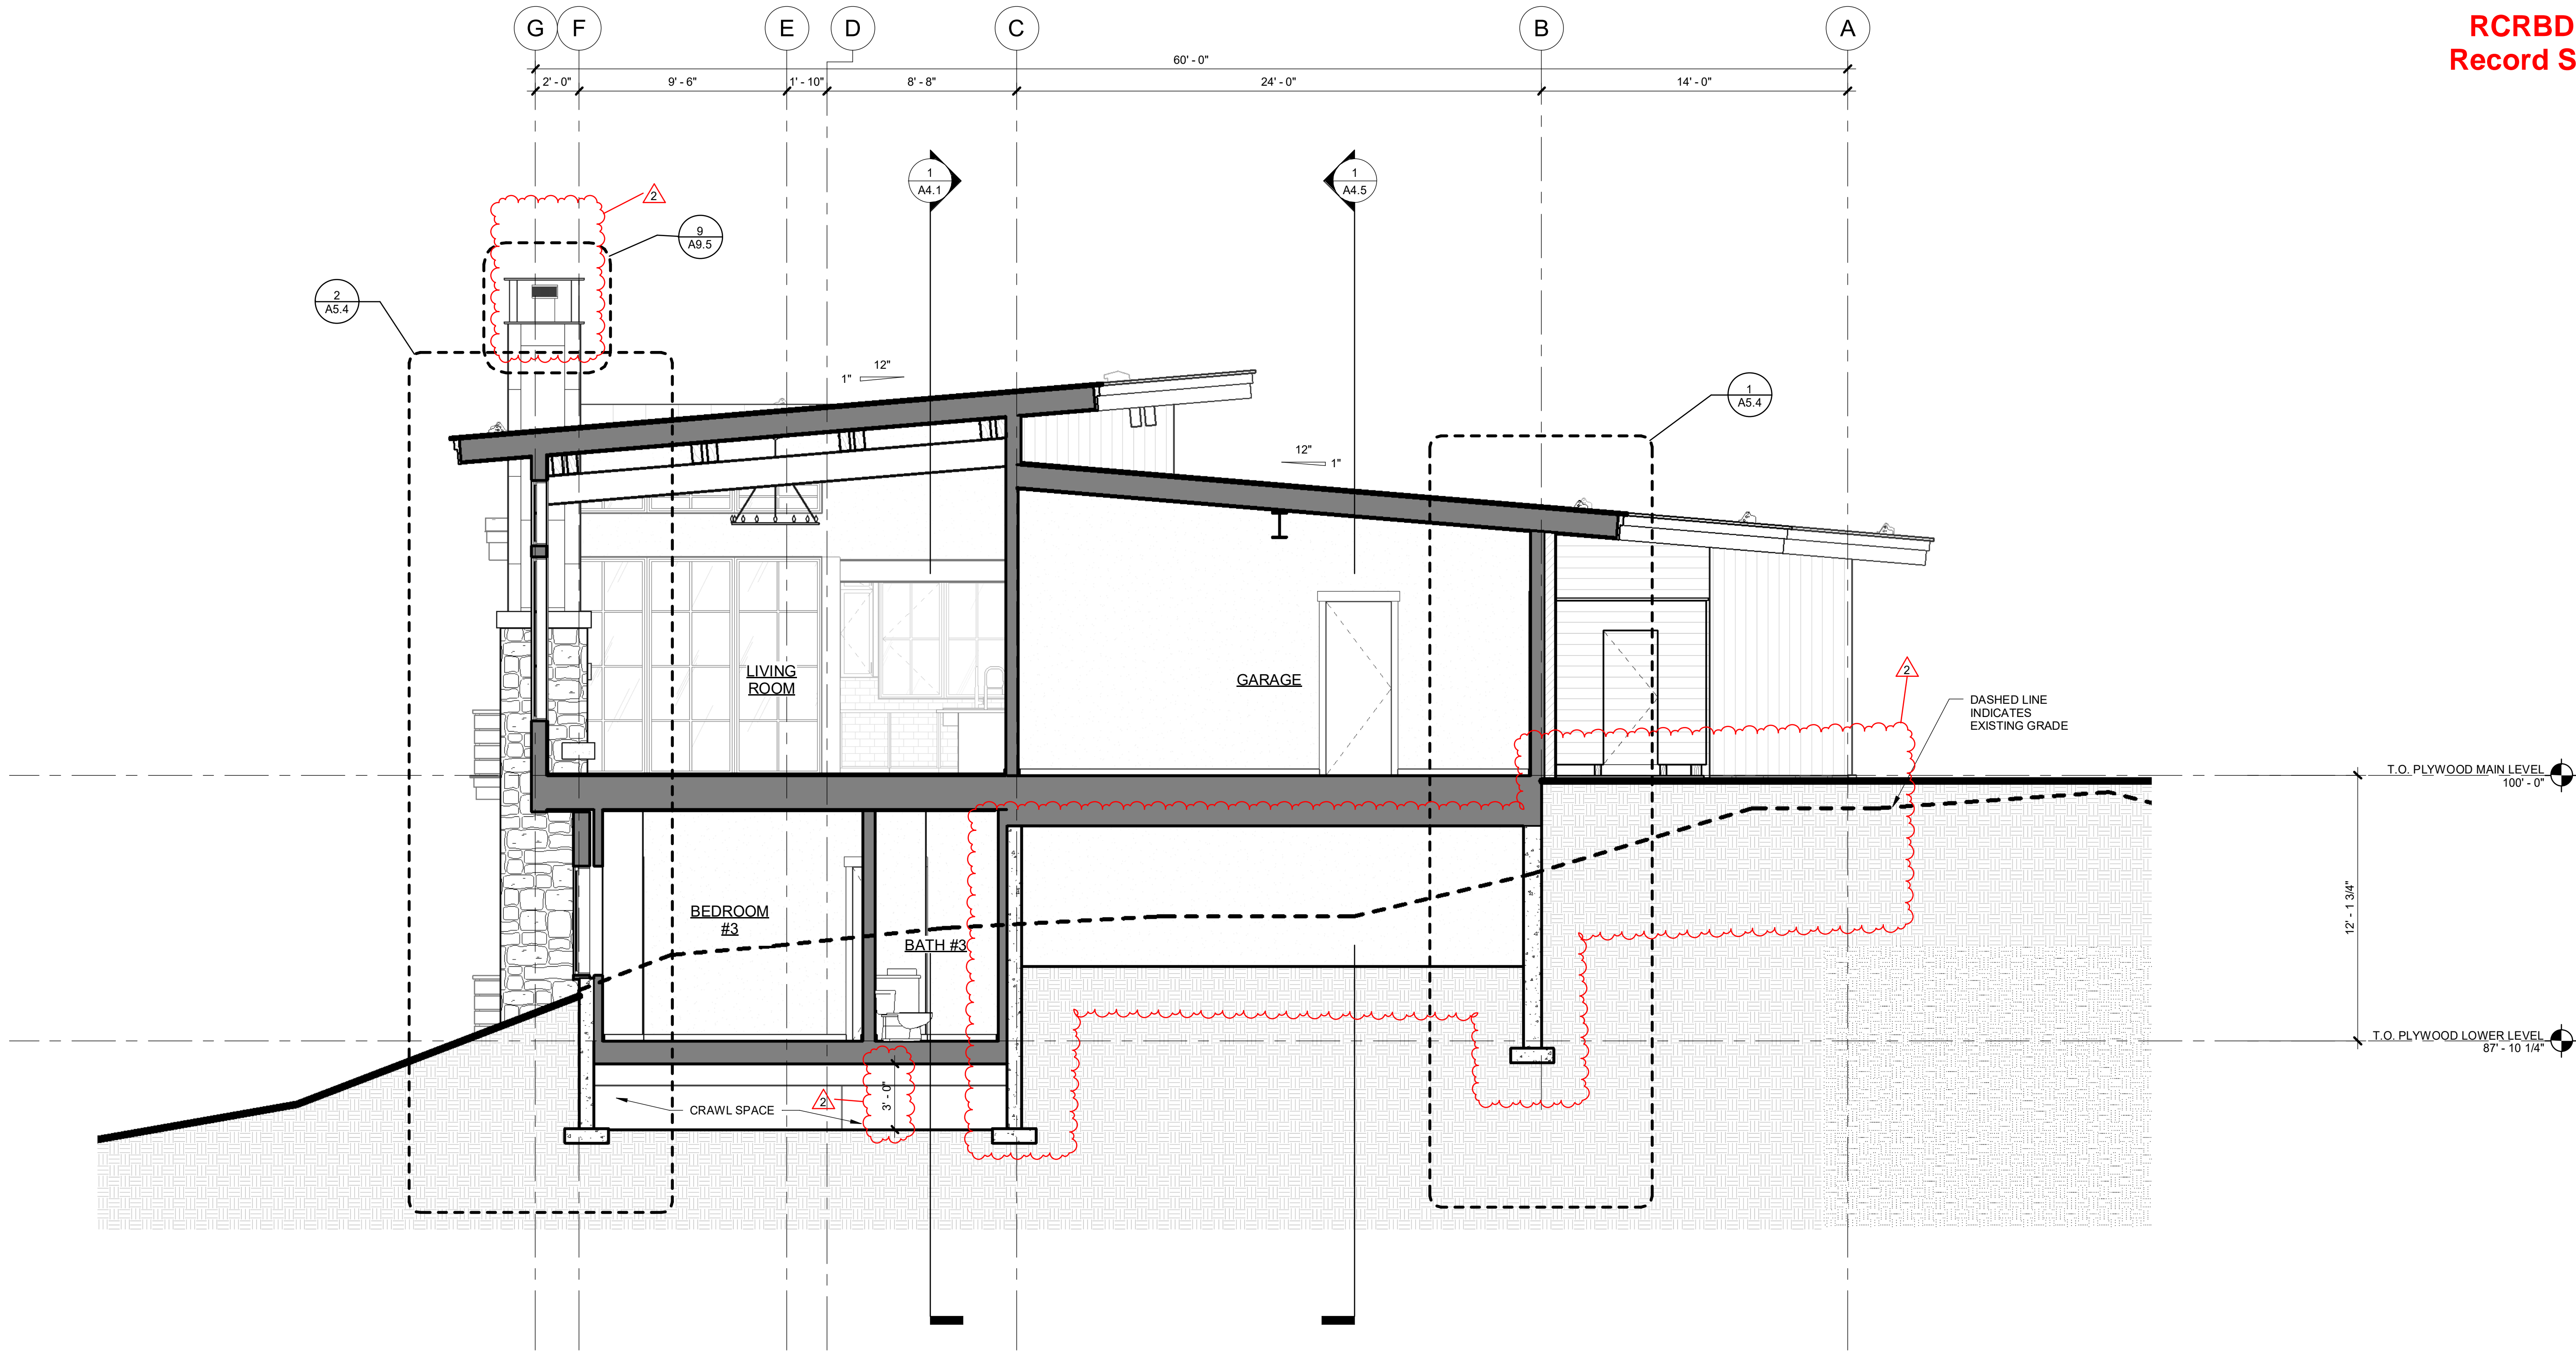 RCRBD
Record S
G F E D C B A
60' - 0"
2' - 0" 9' - 6" 1' - 10" 8' - 8" 24' - 0" 14' - 0"
1
A4.1
1
A4.5
2
9
A9.5
2
A5.4
12"
1"
1
A5.4
12"
1"
LIVING
ROOM
GARAGE
2
DASHED LINE
INDICATES
EXISTING GRADE
T.O. PLYWOOD MAIN LEVEL
100' - 0"
12' - 1 3/4"
BEDROOM
#3
BATH #3
T.O. PLYWOOD LOWER LEVEL
87' - 10 1/4"
CRAWL SPACE
2
3' - 0"